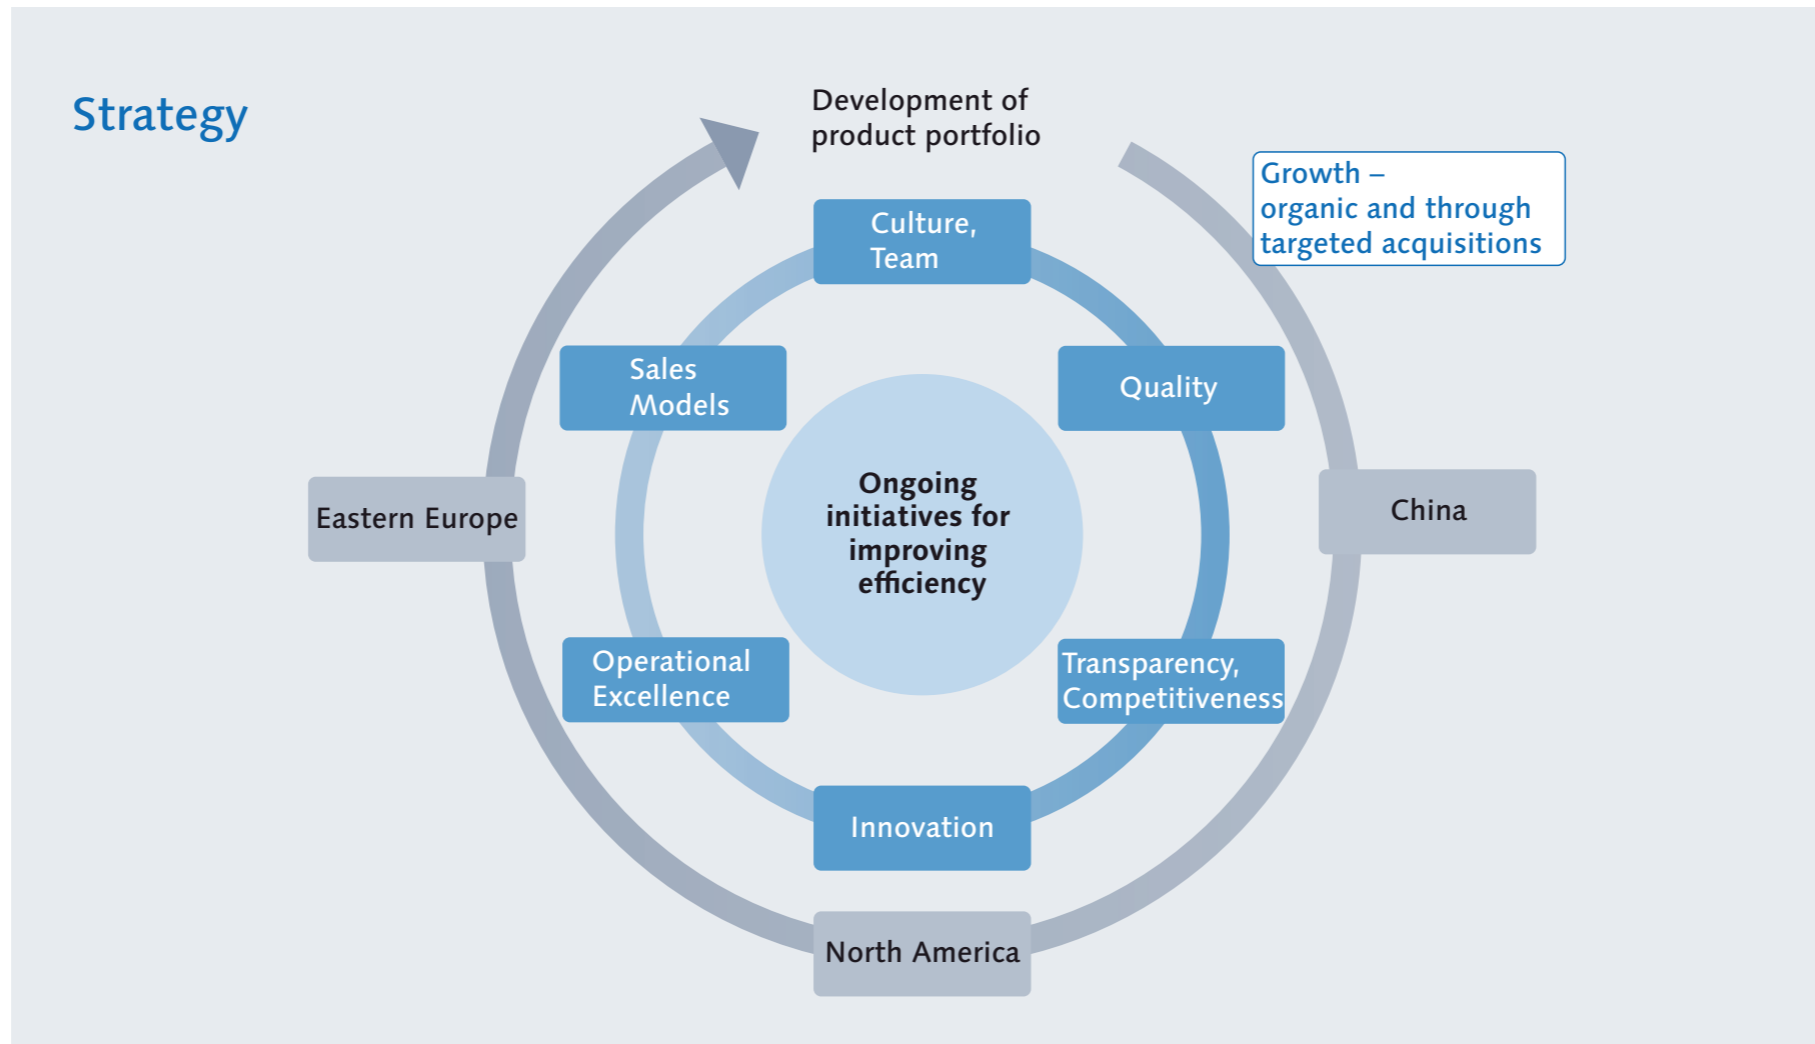 Strategy
Development of
product portfolio
Growth –
organic and through
targeted acquisitions
Culture,
Team
Sales
Models
Quality
Ongoing
initiatives for
improving
efficiency
Eastern Europe
China
Operational
Excellence
Transparency,
Competitiveness
Innovation
North America